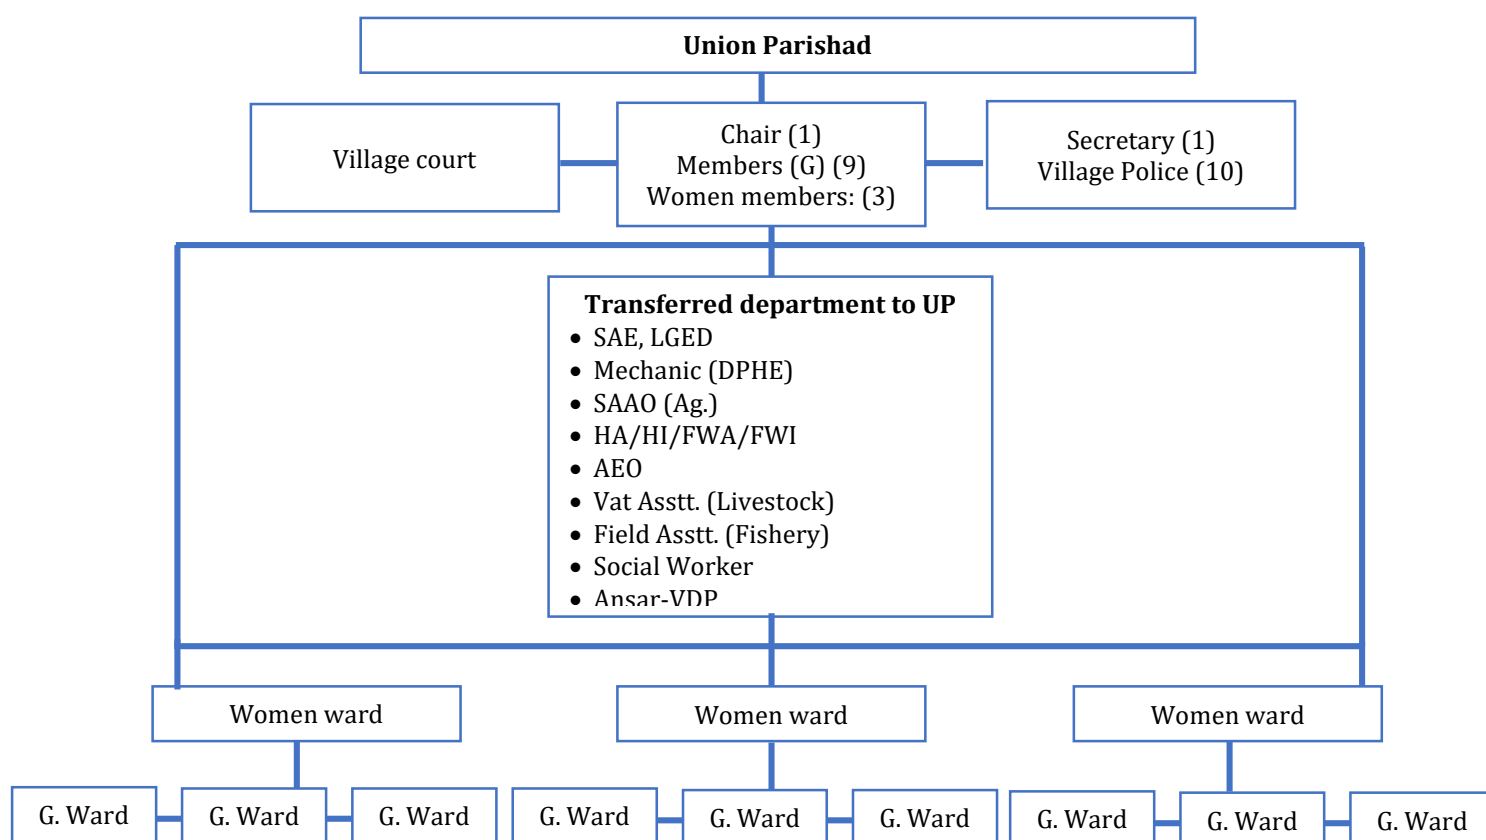 Union Parishad
Village court
Chair (1)
Members (G) (9)
Women members: (3)
Secretary (1)
Village Police (10)
Transferred department to UP
• SAE, LGED
• Mechanic (DPHE)
• SAAO (Ag.)
• HA/HI/FWA/FWI
• AEO
• Vat Asstt. (Livestock)
• Field Asstt. (Fishery)
• Social Worker
• Ansar-VDP
Women ward
Women ward
Women ward
G. Ward
G. Ward
G. Ward
G. Ward
G. Ward
G. Ward
G. Ward
G. Ward
G. Ward